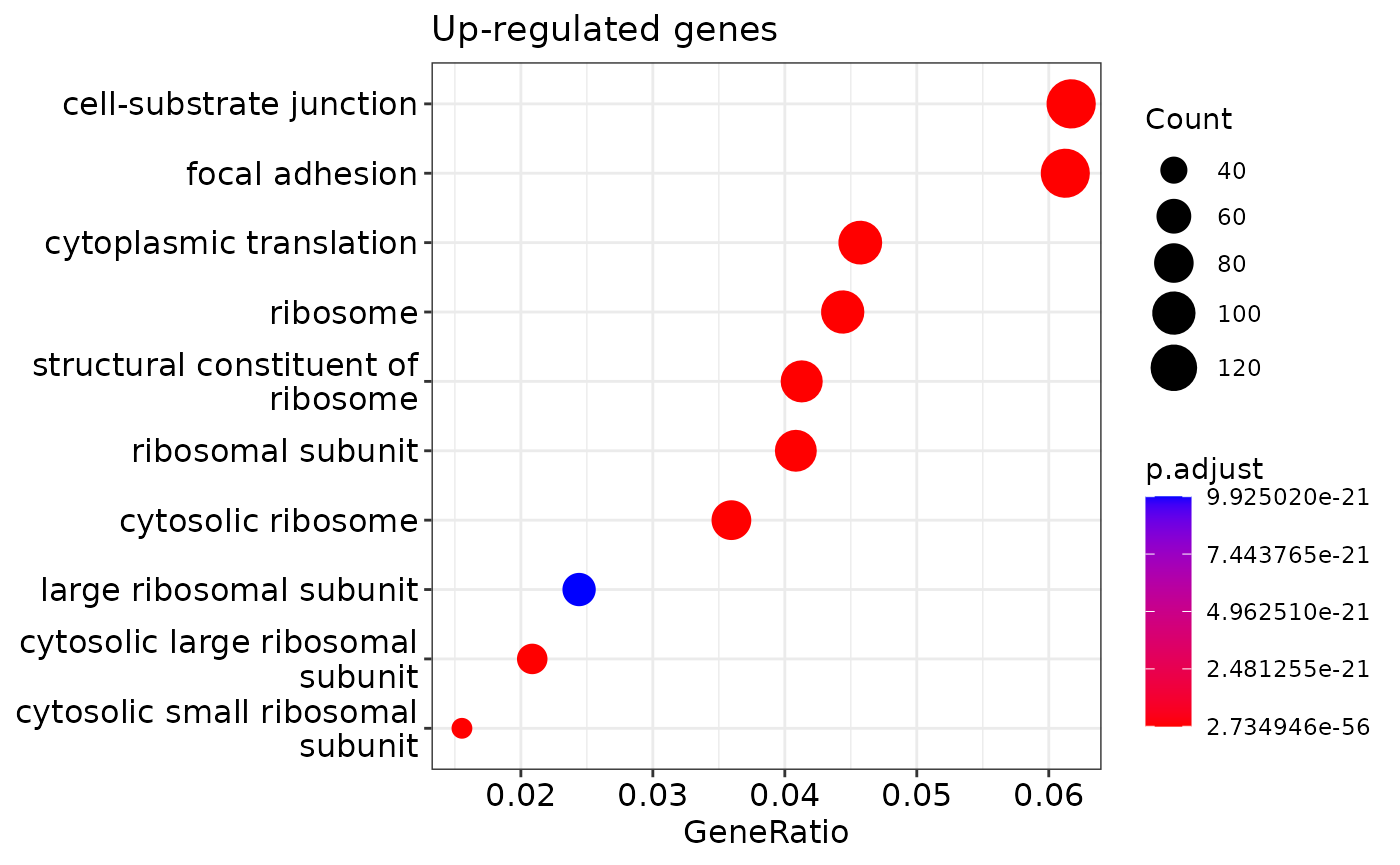 Up-regulated genes
cell-substrate junction
focal adhesion
cytoplasmic translation
ribosome
structural constituent of
ribosome
ribosomal subunit
cytosolic ribosome
large ribosomal subunit
cytosolic large ribosomal
subunit
cytosolic small ribosomal
subunit
0.02
0.03
0.04
0.05
0.06
GeneRatio
Count
40
60
80
100
120
p.adjust
9.925020e-21
7.443765e-21
4.962510e-21
2.481255e-21
2.734946e-56